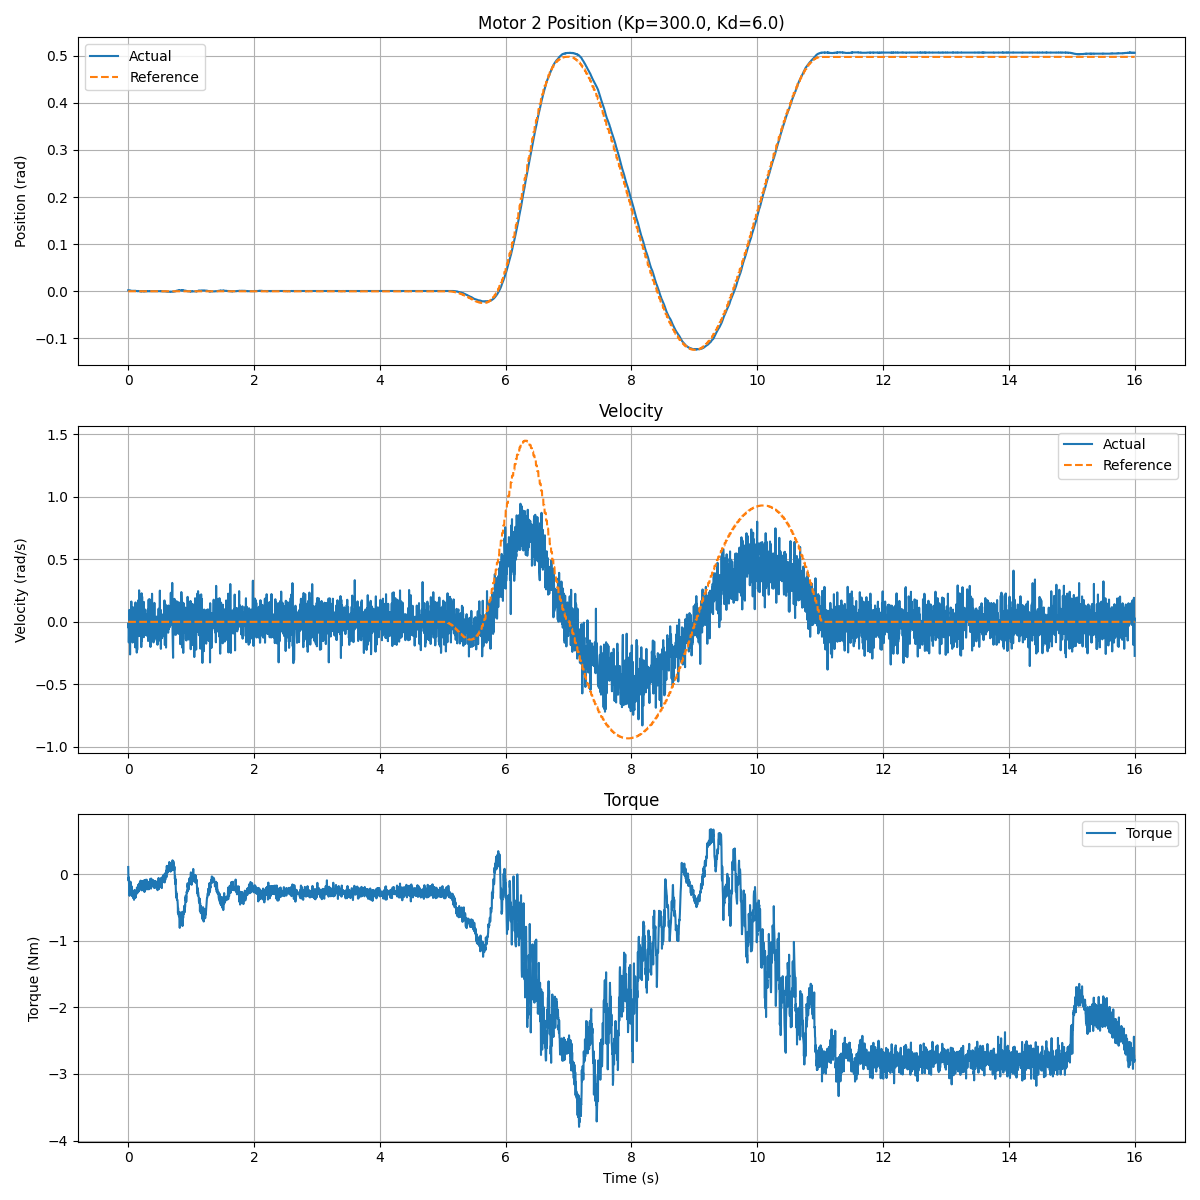 Motor 2 Position (Kp=300.0, Kd=6.0)
Actual
Reference
Position (rad)
0.5
0.4
0.3
0.2
0.1
0.0
−0.1
0 2 4 6 8 10 12 14 16
Velocity
Actual
Reference
Velocity (rad/s)
1.5
1.0
0.5
0.0
−0.5
−1.0
0 2 4 6 8 10 12 14 16
Torque
Torque
Torque (Nm)
0
−1
−2
−3
−4
0 2 4 6 8 10 12 14 16
Time (s)